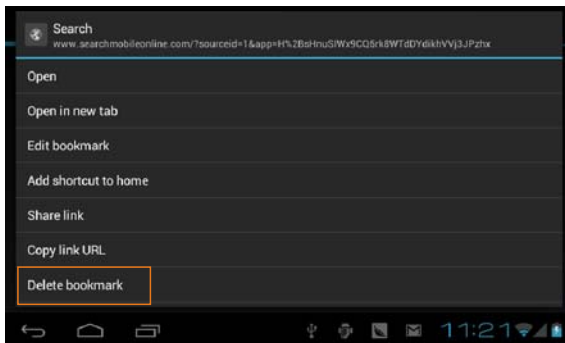 Search
www.searchmobileonline.com/?sourceid=1&app=H%2BsHnuSIWx9CQ5rk8WTdDYdikhVVj3JPzhx
Open
Open in new tab
Edit bookmark
Add shortcut to home
Share link
Copy link URL
Delete bookmark
11:21